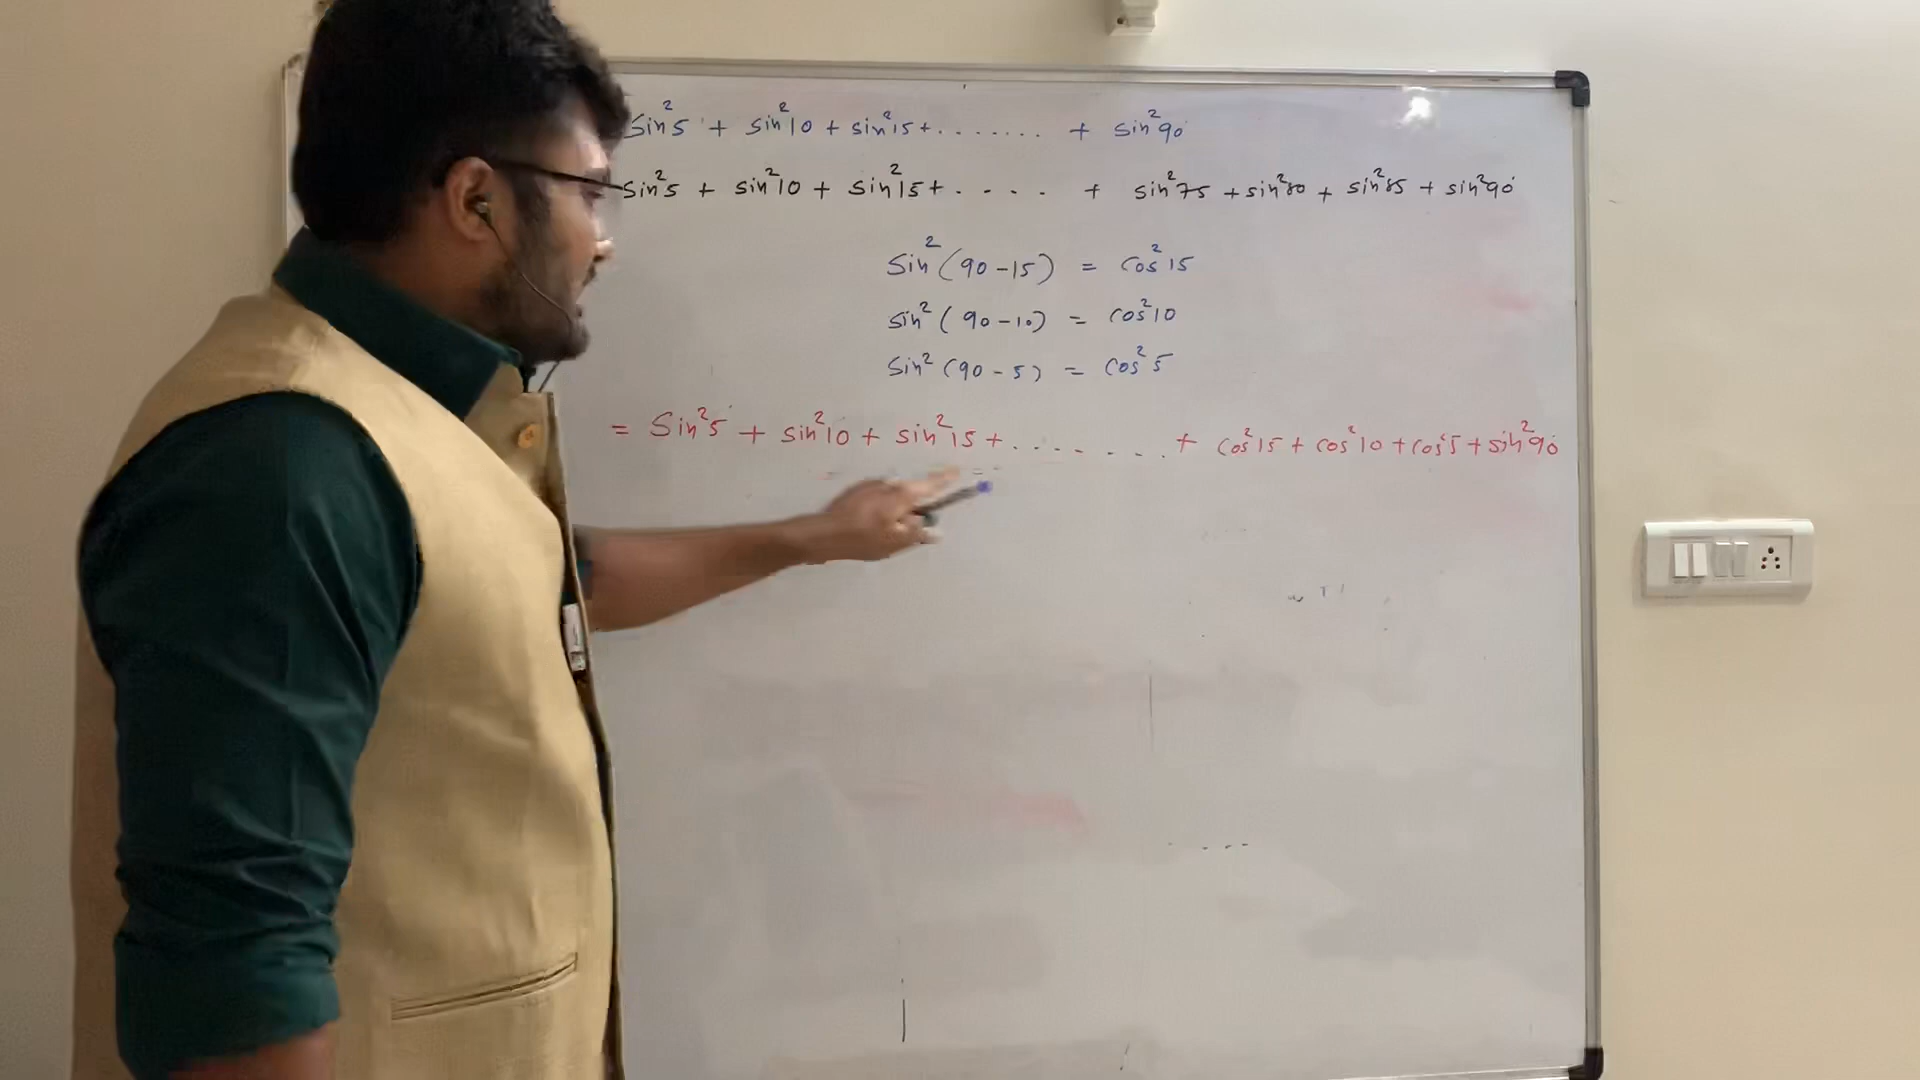 Sin²5 + sin²10 + sin²15 + ....... + sin²90
Sin²5 + sin²10 + sin²15 + .... + sin²75 + sin²80 + sin²85 + sin²90
Sin²(90-15) = cos²15
sin²(90-10) = cos²10
Sin²(90-5) = cos²5
= Sin²5 + sin²10 + sin²15 + ........ + cos²15 + cos²10 + cos²5 + sin²90